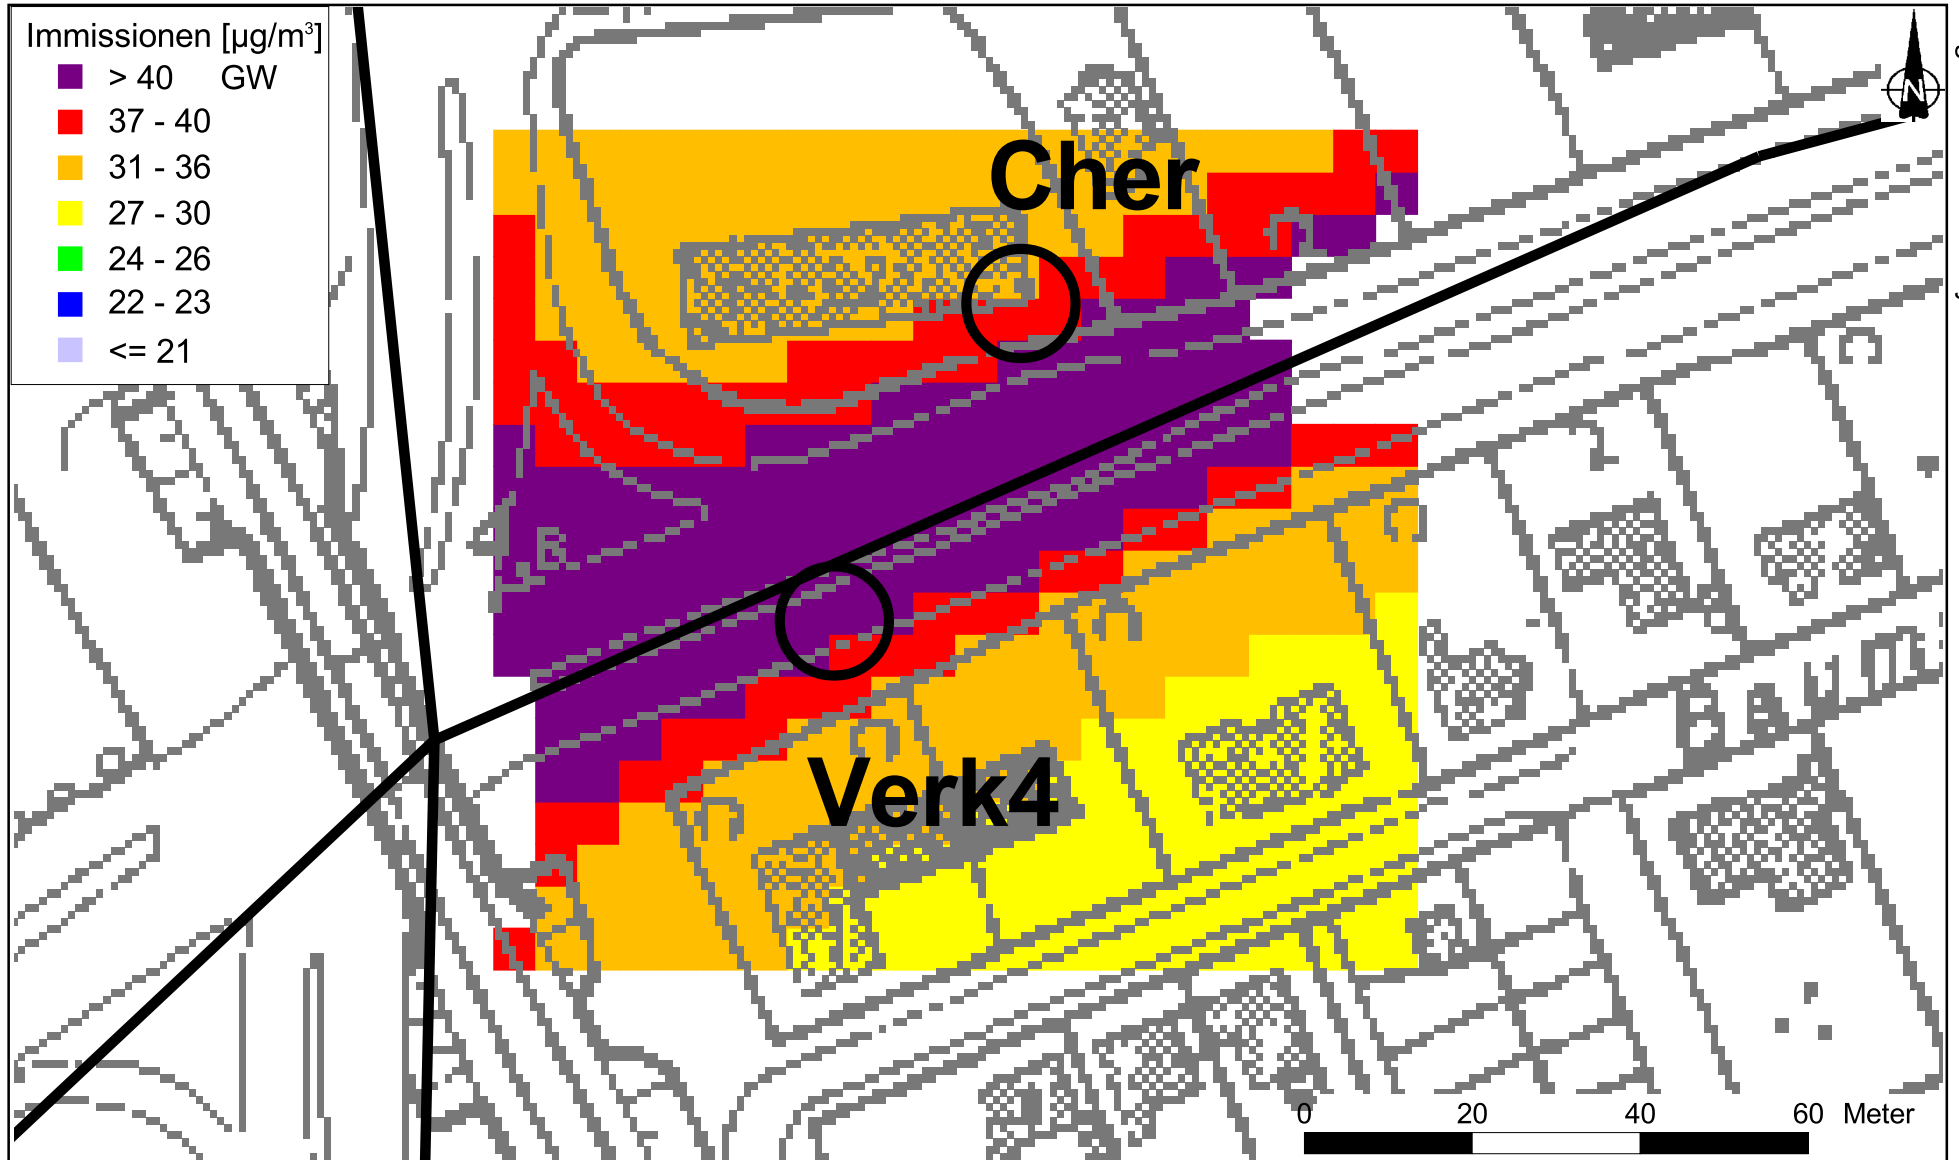 Immissionen [µg/m³]
> 40 GW
37 - 40
31 - 36
27 - 30
24 - 26
22 - 23
<= 21
N
Cher
Verk4
0 20 40 60 Meter